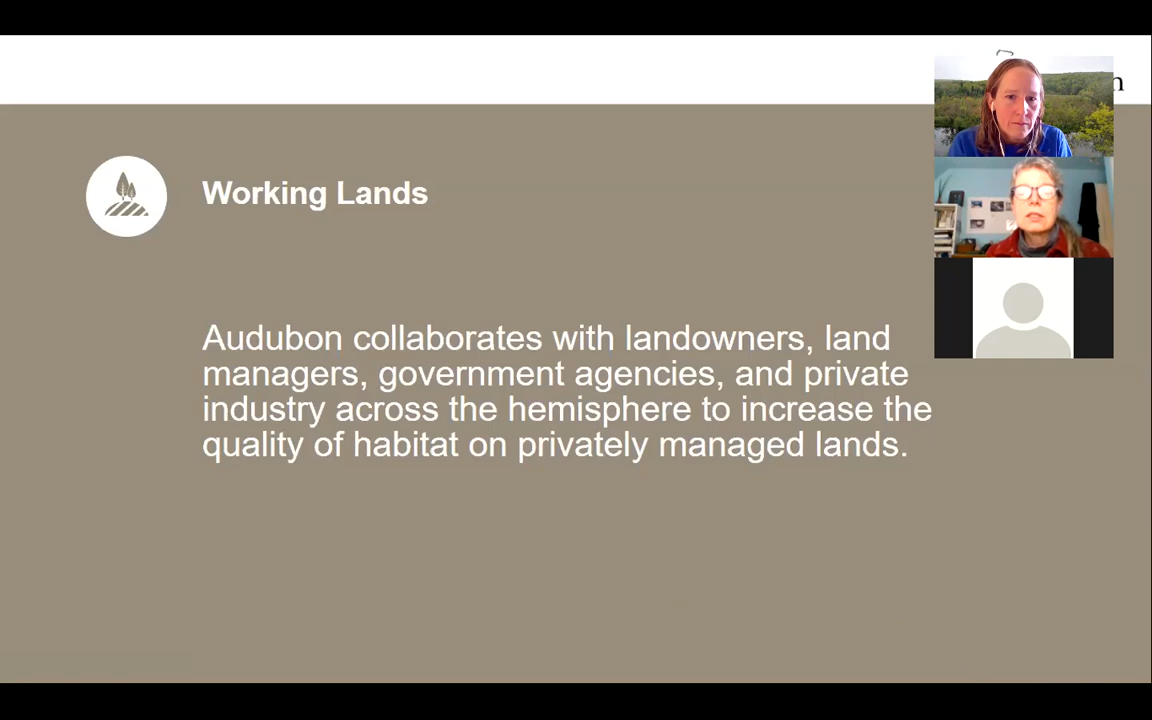 Working Lands
Audubon collaborates with landowners, land
managers, government agencies, and private
industry across the hemisphere to increase the
quality of habitat on privately managed lands.